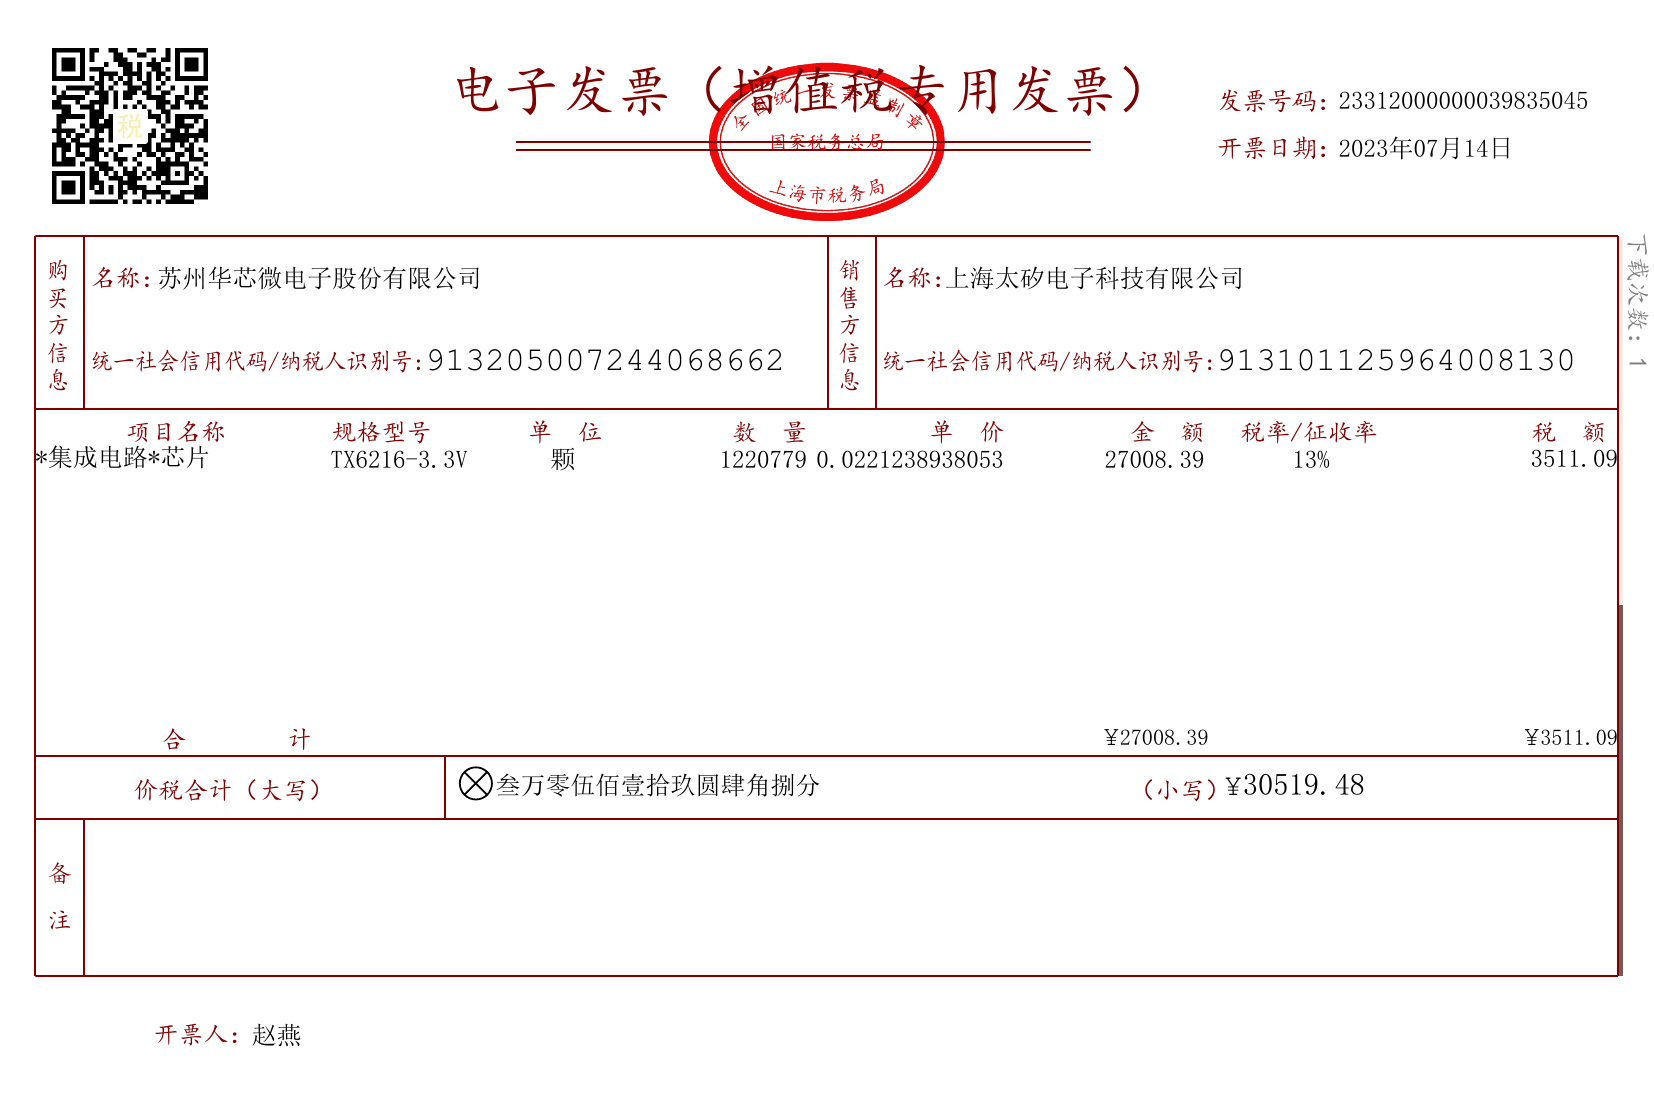 电子发票（增值税专用发票）
全国统一发票监制章
国家税务总局
上海市税务局
税
发票号码：23312000000039835045
开票日期：2023年07月14日
下载次数：1
购买方信息
名称：苏州华芯微电子股份有限公司
统一社会信用代码/纳税人识别号：913205007244068662
销售方信息
名称：上海太矽电子科技有限公司
统一社会信用代码/纳税人识别号：913101125964008130
项目名称 规格型号 单位 数量 单价 金额 税率/征收率 税额
*集成电路*芯片 TX6216-3.3V 颗 1220779 0.0221238938053 27008.39 13% 3511.09
合计 ¥27008.39 ¥3511.09
价税合计（大写） ⊗叁万零伍佰壹拾玖圆肆角捌分 （小写）¥30519.48
备注
开票人：赵燕